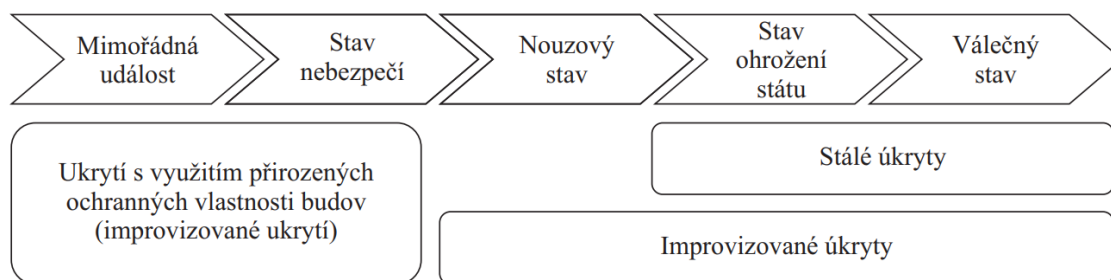 Mimořádná
událost
Stav
nebezpečí
Nouzový
stav
Stav
ohrožení
státu
Válečný
stav
Ukrytí s využitím přirozených
ochranných vlastnosti budov
(improvizované ukrytí)
Stálé úkryty
Improvizované úkryty